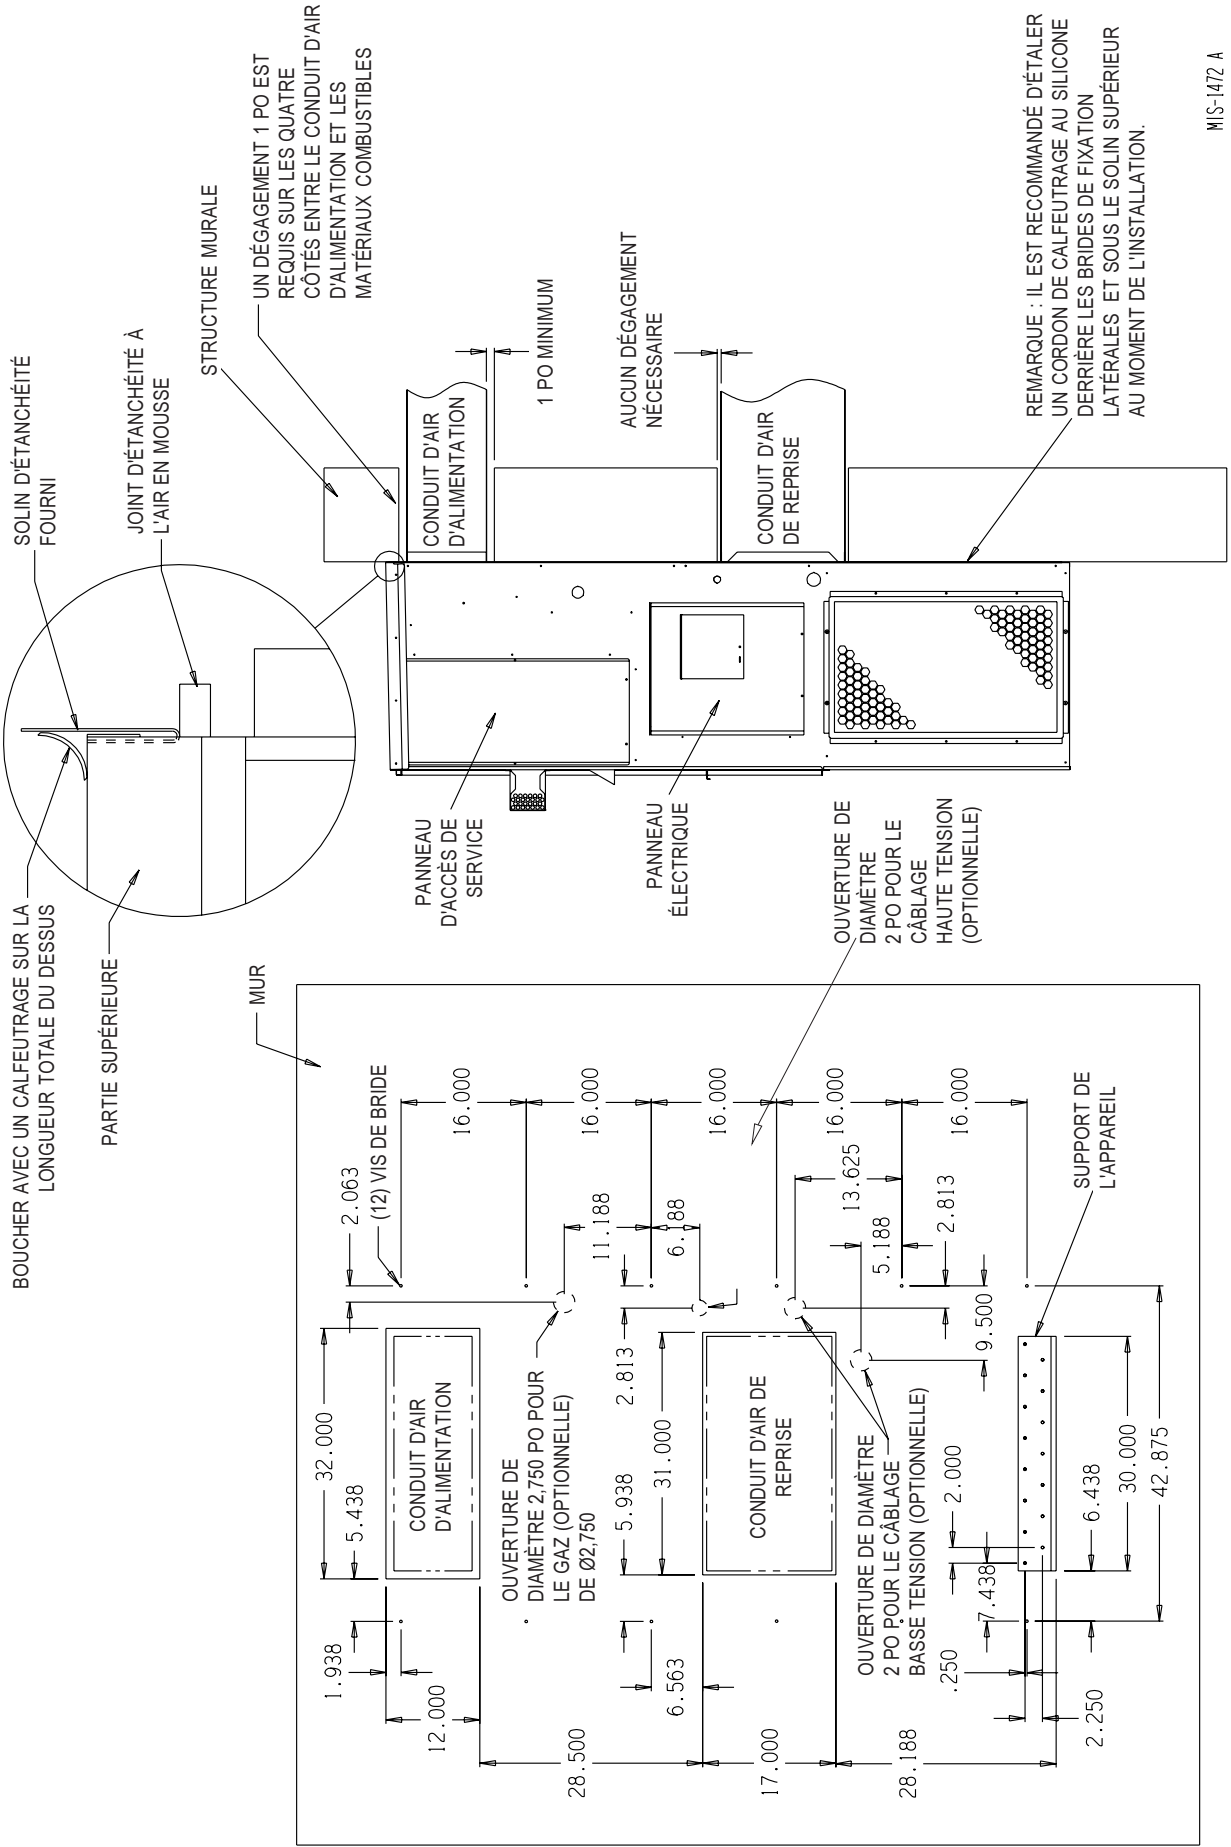 BOUCHER AVEC UN CALFEUTRAGE SUR LA
LONGUEUR TOTALE DU DESSUS
SOLIN D'ÉTANCHÉITÉ
FOURNI
PARTIE SUPÉRIEURE
JOINT D'ÉTANCHÉITÉ À
L'AIR EN MOUSSE
STRUCTURE MURALE
UN DÉGAGEMENT 1 PO EST
REQUIS SUR LES QUATRE
CÔTÉS ENTRE LE CONDUIT D'AIR
D'ALIMENTATION ET LES
MATÉRIAUX COMBUSTIBLES
CONDUIT D'AIR
D'ALIMENTATION
1 PO MINIMUM
AUCUN DÉGAGEMENT
NÉCESSAIRE
CONDUIT D'AIR
DE REPRISE
PANNEAU
D'ACCÈS DE
SERVICE
PANNEAU
ÉLECTRIQUE
REMARQUE : IL EST RECOMMANDÉ D'ÉTALER
UN CORDON DE CALFEUTRAGE AU SILICONE
DERRIÈRE LES BRIDES DE FIXATION
LATÉRALES ET SOUS LE SOLIN SUPÉRIEUR
AU MOMENT DE L'INSTALLATION.
MIS-1472 A
MUR
OUVERTURE DE
DIAMÈTRE
2 PO POUR LE
CÂBLAGE
HAUTE TENSION
(OPTIONNELLE)
(12) VIS DE BRIDE
2.063
32.000
5.438
1.938
12.000
CONDUIT D'AIR
D'ALIMENTATION
16.000
16.000
16.000
16.000
16.000
OUVERTURE DE
DIAMÈTRE 2,750 PO POUR
LE GAZ (OPTIONNELLE)
DE Ø2,750
11.188
6.188
2.813
5.938
31.000
6.563
28.500
17.000
CONDUIT D'AIR DE
REPRISE
13.625
5.188
2.813
9.500
OUVERTURE DE DIAMÈTRE
2 PO POUR LE CÂBLAGE
BASSE TENSION (OPTIONNELLE)
2.000
7.438
.250
28.188
2.250
6.438
30.000
42.875
SUPPORT DE
L'APPAREIL